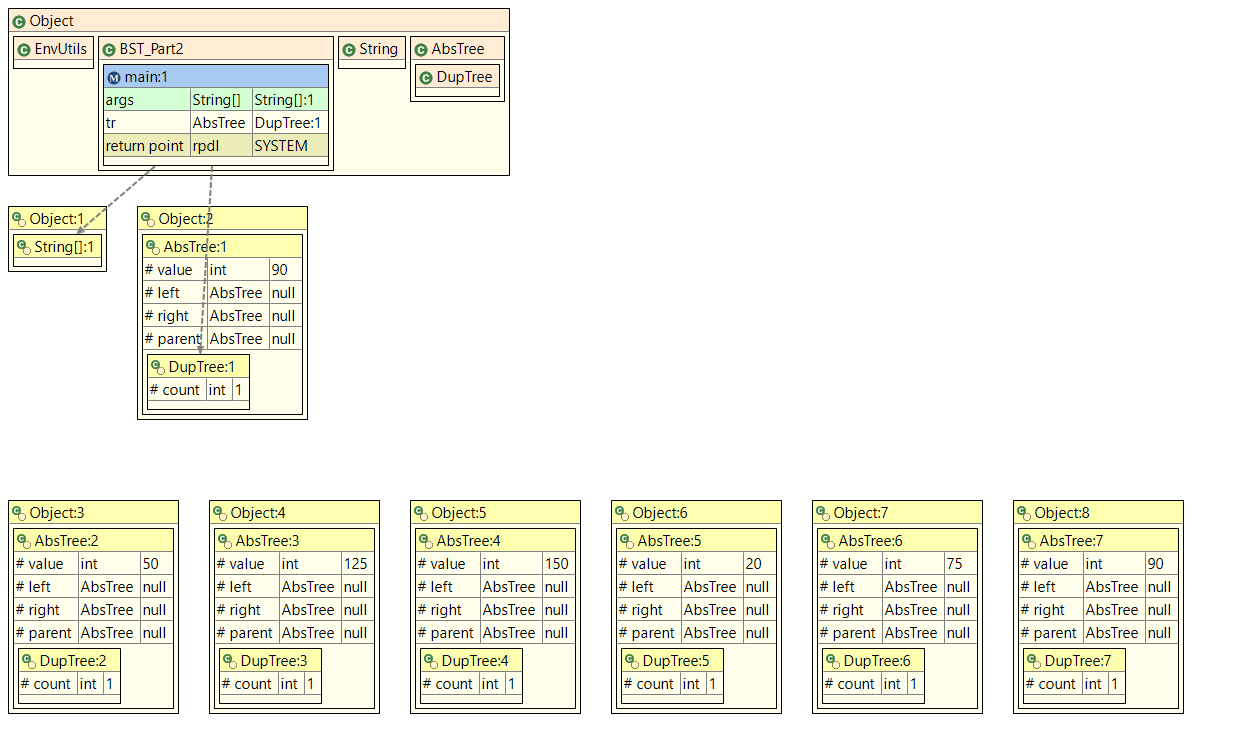 Object
EnvUtils BST_Part2 String AbsTree
main:1 DupTree
args String[] String[]:1
tr AbsTree DupTree:1
return point rpdl SYSTEM
Object:1
String[]:1
Object:2
AbsTree:1
# value int 90
# left AbsTree null
# right AbsTree null
# parent AbsTree null
DupTree:1
# count int 1
Object:3
AbsTree:2
# value int 50
# left AbsTree null
# right AbsTree null
# parent AbsTree null
DupTree:2
# count int 1
Object:4
AbsTree:3
# value int 125
# left AbsTree null
# right AbsTree null
# parent AbsTree null
DupTree:3
# count int 1
Object:5
AbsTree:4
# value int 150
# left AbsTree null
# right AbsTree null
# parent AbsTree null
DupTree:4
# count int 1
Object:6
AbsTree:5
# value int 20
# left AbsTree null
# right AbsTree null
# parent AbsTree null
DupTree:5
# count int 1
Object:7
AbsTree:6
# value int 75
# left AbsTree null
# right AbsTree null
# parent AbsTree null
DupTree:6
# count int 1
Object:8
AbsTree:7
# value int 90
# left AbsTree null
# right AbsTree null
# parent AbsTree null
DupTree:7
# count int 1